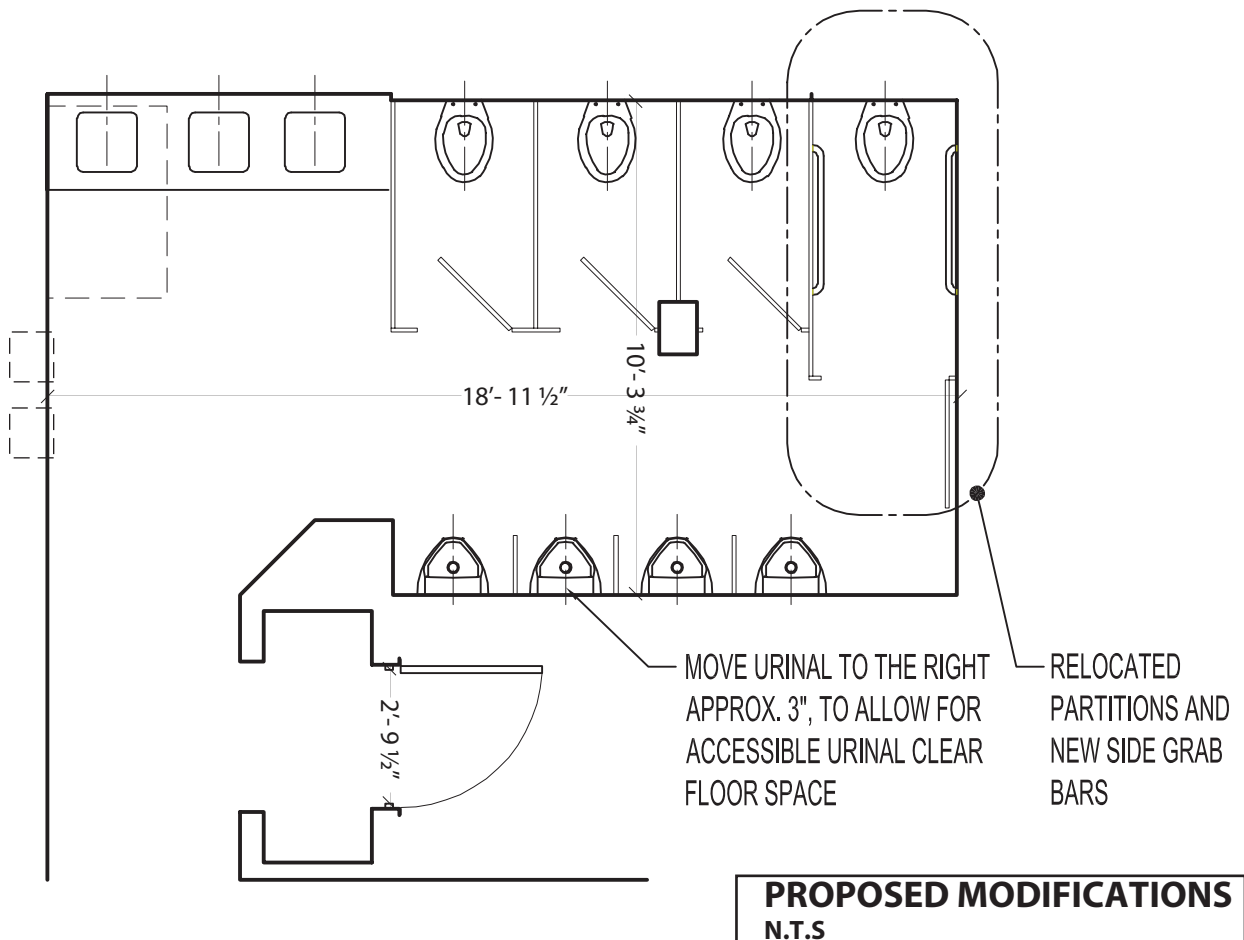 10'- 3 ¾"
18'- 11 ½"
2'- 9 ½"
MOVE URINAL TO THE RIGHT
APPROX. 3", TO ALLOW FOR
ACCESSIBLE URINAL CLEAR
FLOOR SPACE
RELOCATED
PARTITIONS AND
NEW SIDE GRAB
BARS
PROPOSED MODIFICATIONS
N.T.S